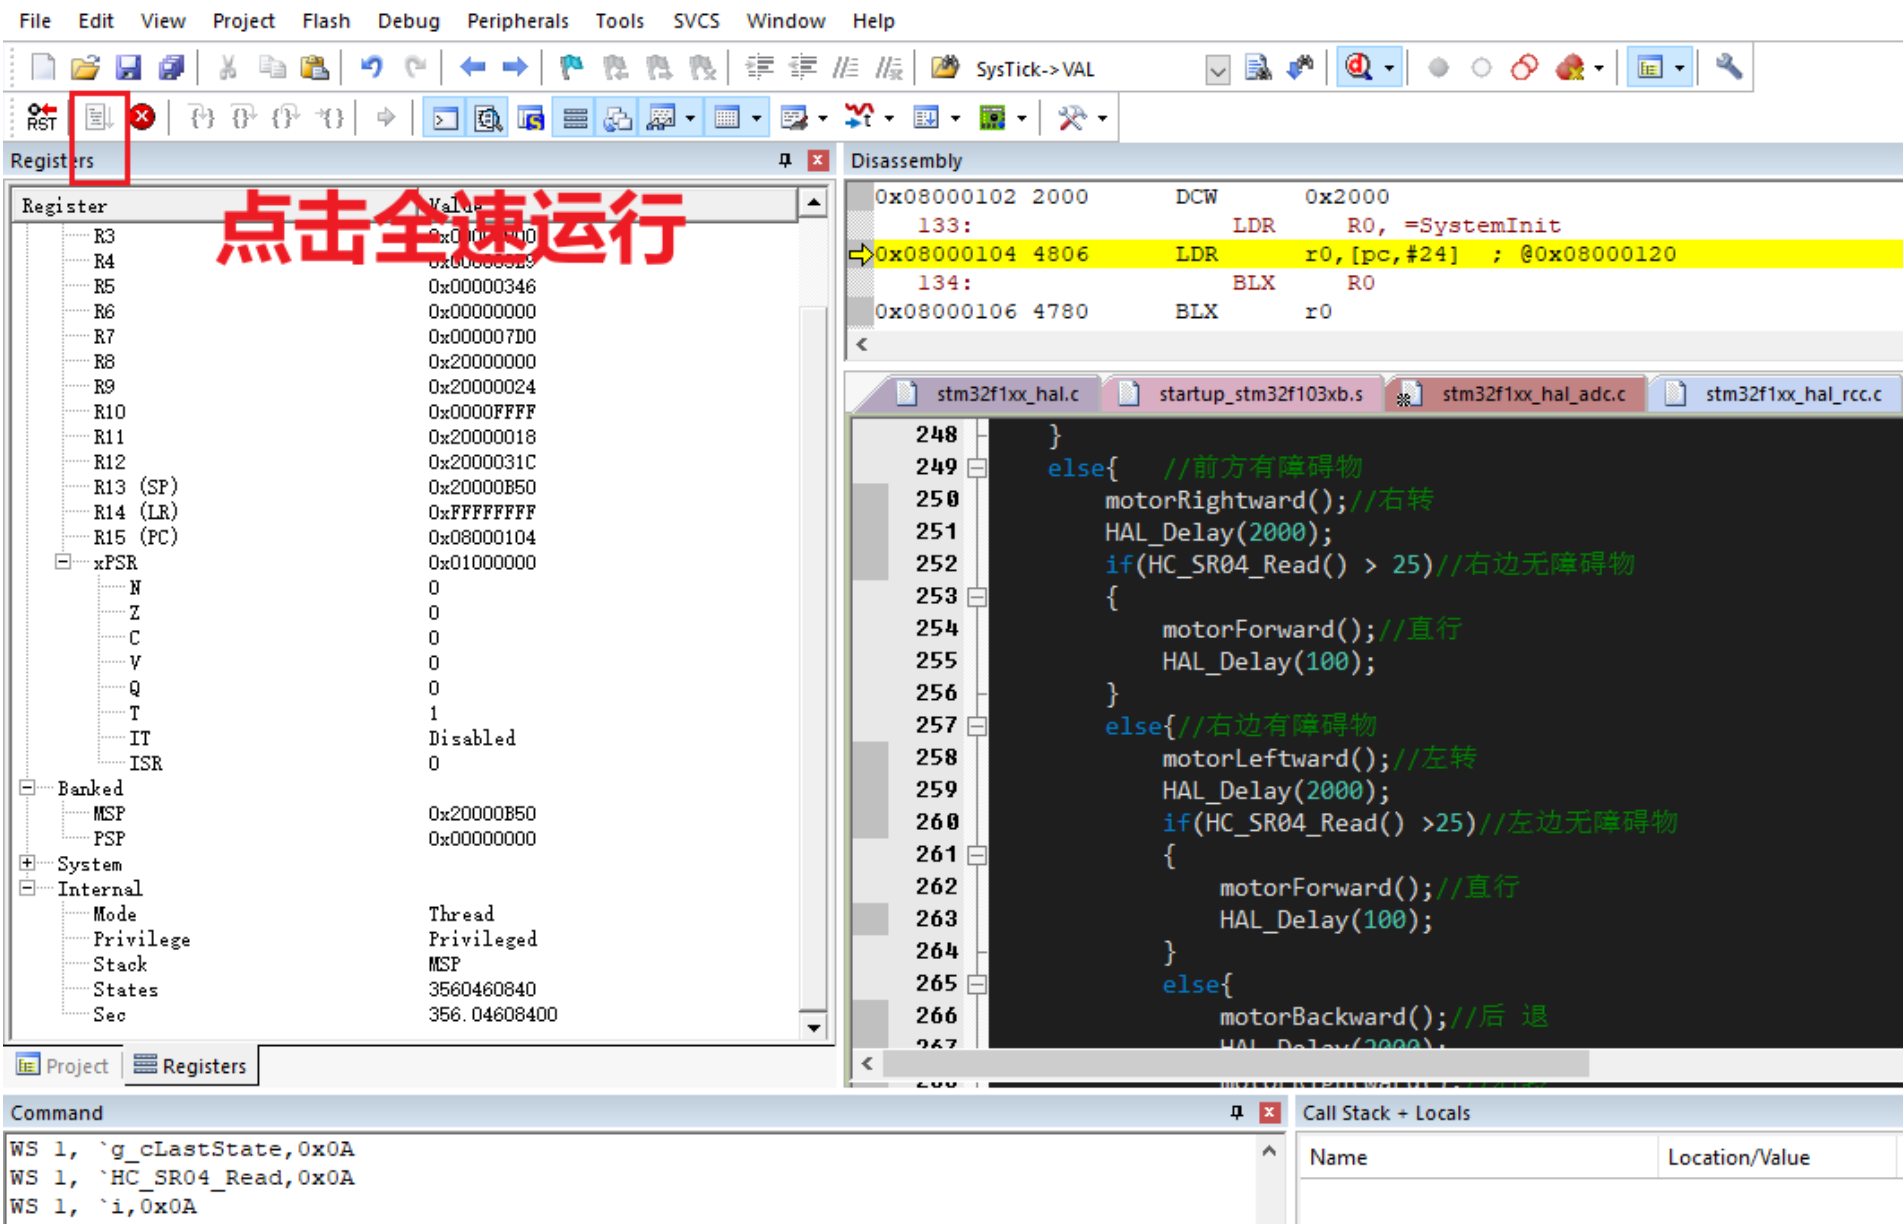 File Edit View Project Flash Debug Peripherals Tools SVCS Window Help
SysTick->VAL
RST
Registers
Disassembly
点击全速运行
Register Value
R3
R4
R5 0x00000346
R6 0x00000000
R7 0x000007D0
R8 0x20000000
R9 0x20000024
R10 0x0000FFFF
R11 0x20000018
R12 0x2000031C
R13 (SP) 0x20000B50
R14 (LR) 0xFFFFFFFF
R15 (PC) 0x08000104
xPSR 0x01000000
N 0
Z 0
C 0
V 0
Q 0
T 1
IT Disabled
ISR 0
Banked
MSP 0x20000B50
PSP 0x00000000
System
Internal
Mode Thread
Privilege Privileged
Stack MSP
States 3560460840
Sec 356.04608400
Project Registers
0x08000102 2000 DCW 0x2000
133: LDR R0, =SystemInit
0x08000104 4806 LDR r0,[pc,#24] ; @0x08000120
134: BLX R0
0x08000106 4780 BLX r0
stm32f1xx_hal.c startup_stm32f103xb.s stm32f1xx_hal_adc.c stm32f1xx_hal_rcc.c
248 }
249 else{ //前方有障碍物
250 motorRightward();//右转
251 HAL_Delay(2000);
252 if(HC_SR04_Read() > 25)//右边无障碍物
253 {
254 motorForward();//直行
255 HAL_Delay(100);
256 }
257 else{//右边有障碍物
258 motorLeftward();//左转
259 HAL_Delay(2000);
260 if(HC_SR04_Read() >25)//左边无障碍物
261 {
262 motorForward();//直行
263 HAL_Delay(100);
264 }
265 else{
266 motorBackward();//后 退
267 HAL_Delay(2000);
Command
WS 1, `g_cLastState,0x0A
WS 1, `HC_SR04_Read,0x0A
WS 1, `i,0x0A
Call Stack + Locals
Name Location/Value